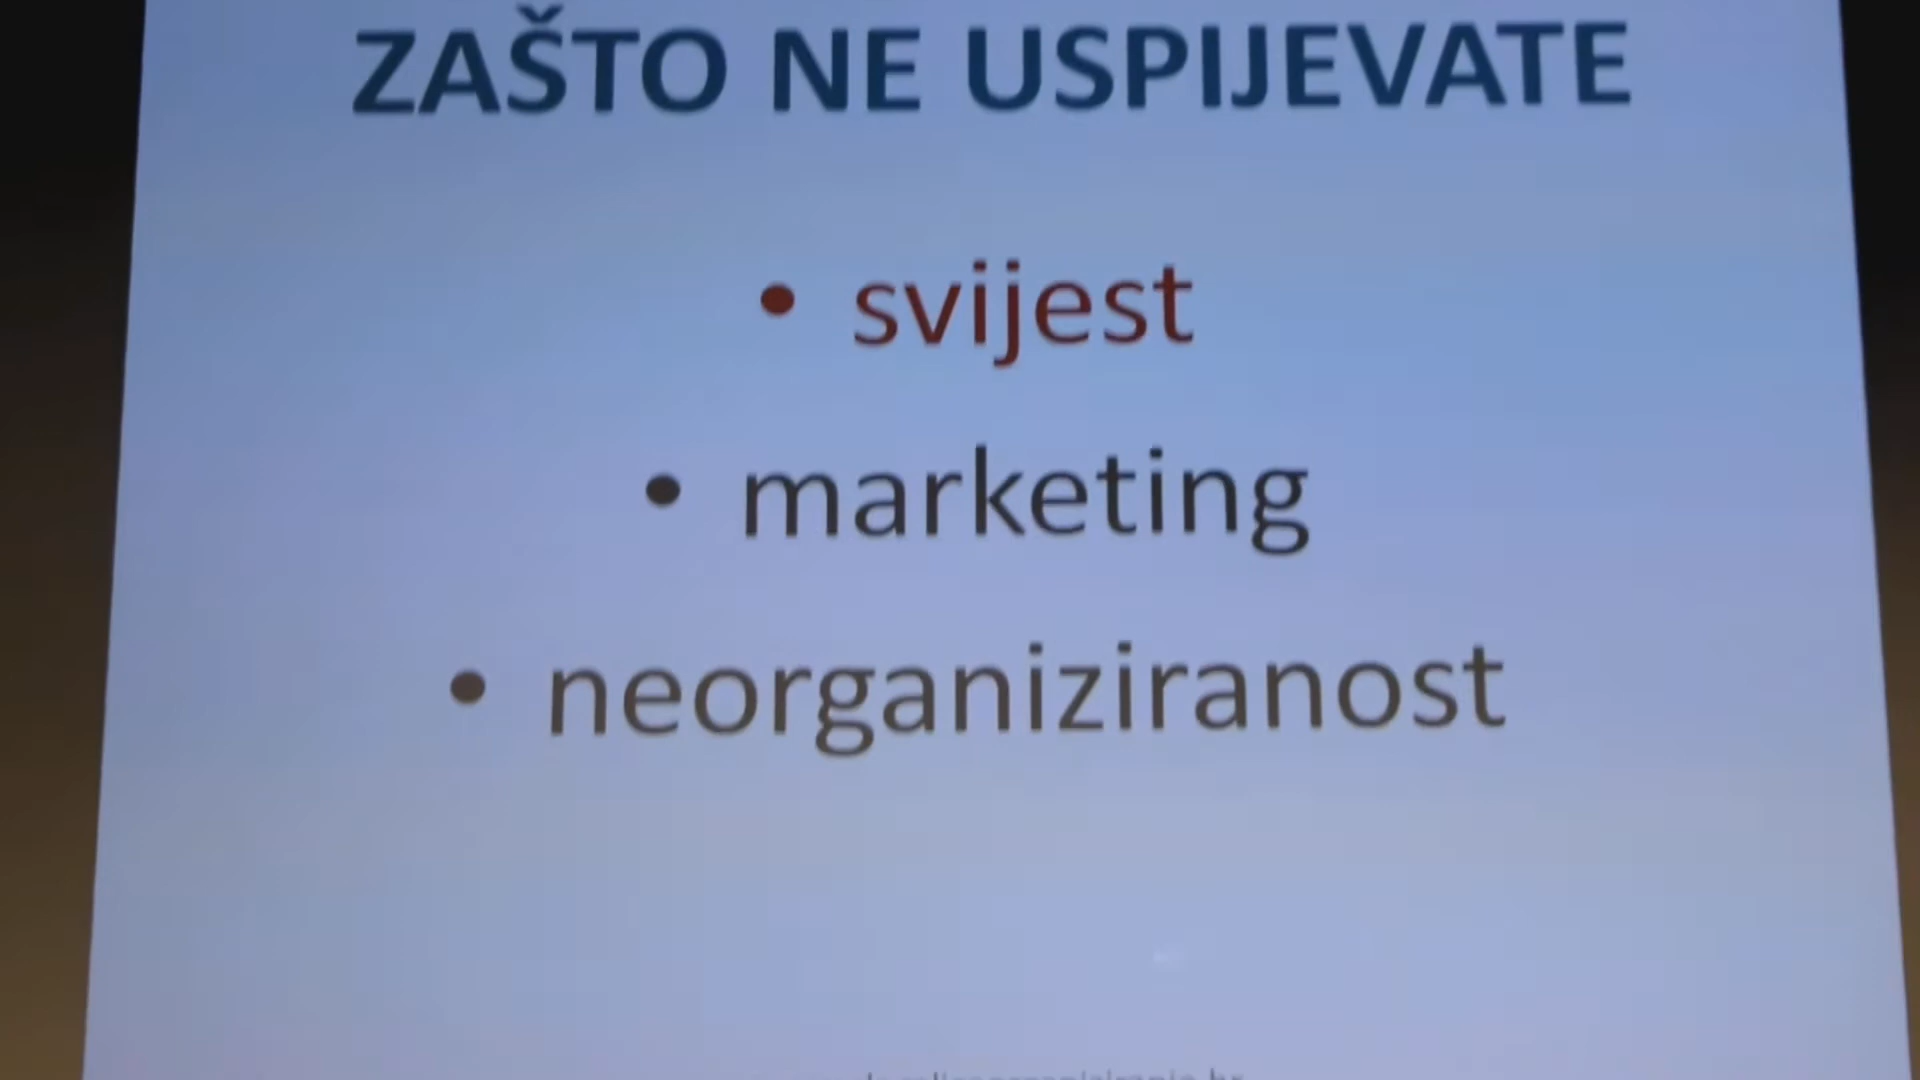 ZAŠTO NE USPIJEVATE
• svijest
• marketing
• neorganiziranost